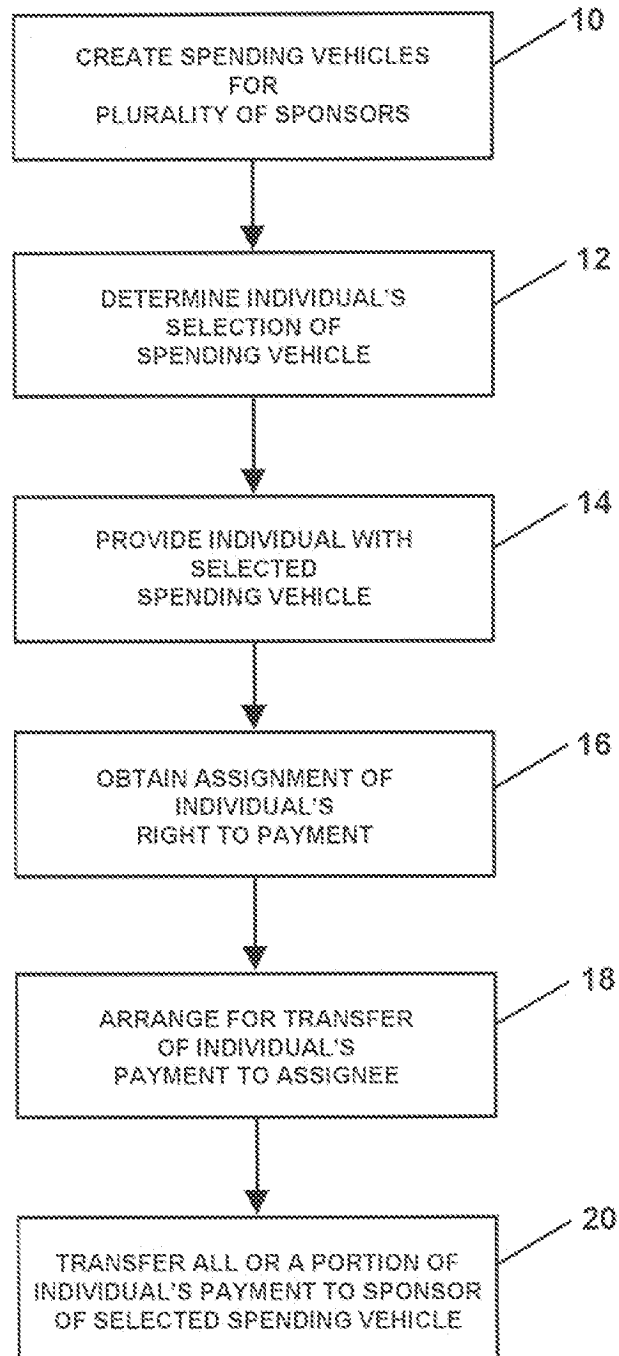 10
CREATE SPENDING VEHICLES
FOR
PLURALITY OF SPONSORS
12
DETERMINE INDIVIDUAL'S
SELECTION OF
SPENDING VEHICLE
14
PROVIDE INDIVIDUAL WITH
SELECTED
SPENDING VEHICLE
16
OBTAIN ASSIGNMENT OF
INDIVIDUAL'S
RIGHT TO PAYMENT
18
ARRANGE FOR TRANSFER
OF INDIVIDUAL'S
PAYMENT TO ASSIGNEE
20
TRANSFER ALL OR A PORTION OF
INDIVIDUAL'S PAYMENT TO SPONSOR
OF SELECTED SPENDING VEHICLE